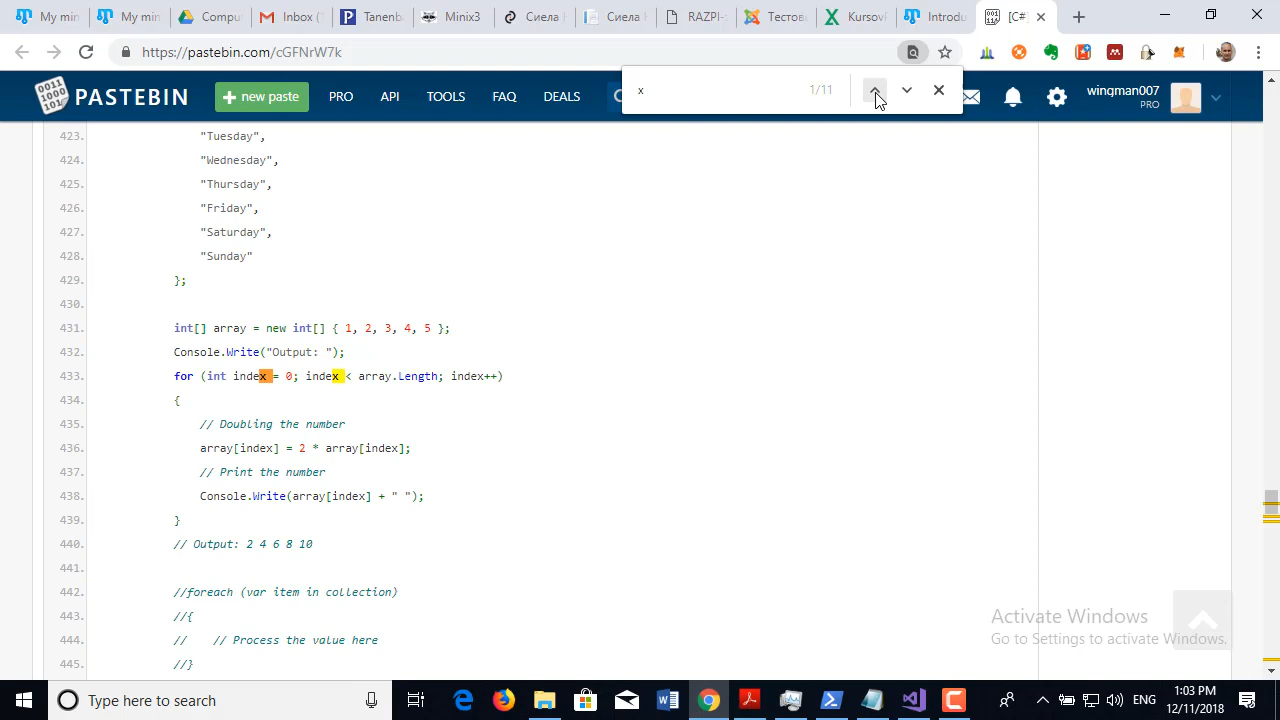 My min
My min
Compu
Inbox (1
Tanenb
Minix3
Сиела Н
Сиела Н
RAZPI-
Тестова
Kursov
Introdu
[C#
https://pastebin.com/cGFNrW7k
x
1/11
PASTEBIN
+ new paste
PRO
API
TOOLS
FAQ
DEALS
wingman007
PRO
423. "Tuesday",
424. "Wednesday",
425. "Thursday",
426. "Friday",
427. "Saturday",
428. "Sunday"
429. };
430.
431. int[] array = new int[] { 1, 2, 3, 4, 5 };
432. Console.Write("Output: ");
433. for (int index = 0; index < array.Length; index++)
434. {
435. // Doubling the number
436. array[index] = 2 * array[index];
437. // Print the number
438. Console.Write(array[index] + " ");
439. }
440. // Output: 2 4 6 8 10
441.
442. //foreach (var item in collection)
443. //{
444. // // Process the value here
445. //}
Activate Windows
Go to Settings to activate Windows.
Type here to search
ENG
1:03 PM
12/11/2018